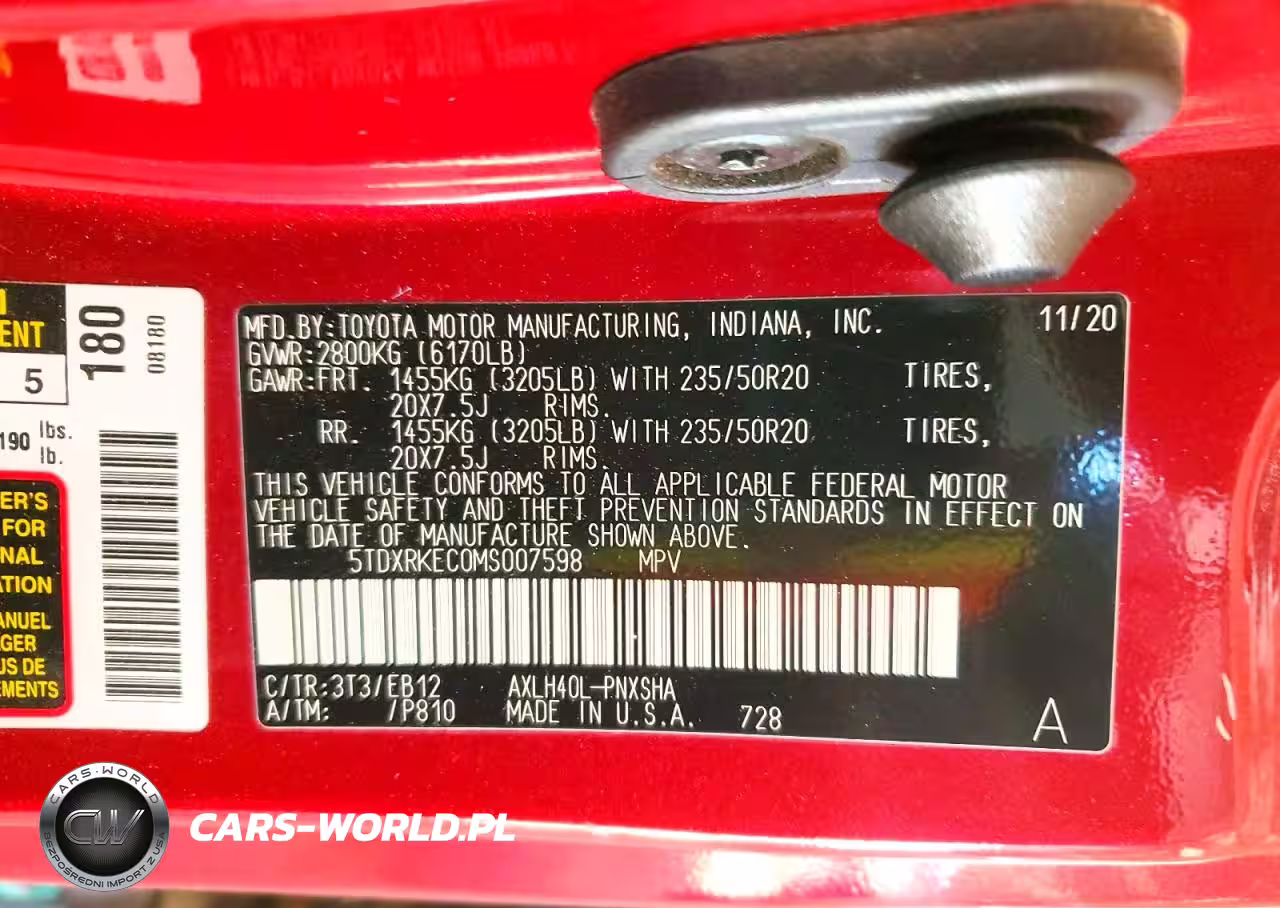 MFD.BY:TOYOTA MOTOR MANUFACTURING, INDIANA, INC. 11/20
GVWR:2800KG (6170LB)
GAWR:FRT. 1455KG (3205LB) WITH 235/50R20 TIRES,
20X7.5J RIMS.
RR. 1455KG (3205LB) WITH 235/50R20 TIRES,
20X7.5J RIMS.
THIS VEHICLE CONFORMS TO ALL APPLICABLE FEDERAL MOTOR
VEHICLE SAFETY AND THEFT PREVENTION STANDARDS IN EFFECT ON
THE DATE OF MANUFACTURE SHOWN ABOVE.
5TDXRKEC0MS007598 MPV
C/TR:3T3/EB12 AXLH40L-PNXSHA
A/TM: /P810 MADE IN U.S.A. 728
A
ENT
5
190 lbs.
lb.
180
08180
ER'S
FOR
NAL
ATION
ANUEL
GER
US DE
EMENTS
CARS-WORLD
CW
BEZPOŚREDNI IMPORT Z USA
CARS-WORLD.PL